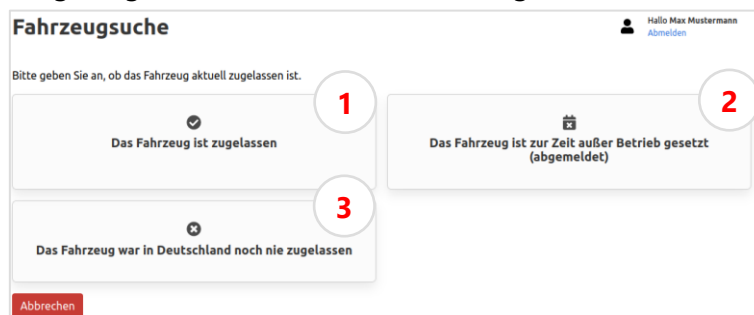 Fahrzeugsuche
Hallo Max Mustermann
Abmelden
Bitte geben Sie an, ob das Fahrzeug aktuell zugelassen ist.
1
Das Fahrzeug ist zugelassen
2
Das Fahrzeug ist zur Zeit außer Betrieb gesetzt
(abgemeldet)
3
Das Fahrzeug war in Deutschland noch nie zugelassen
Abbrechen